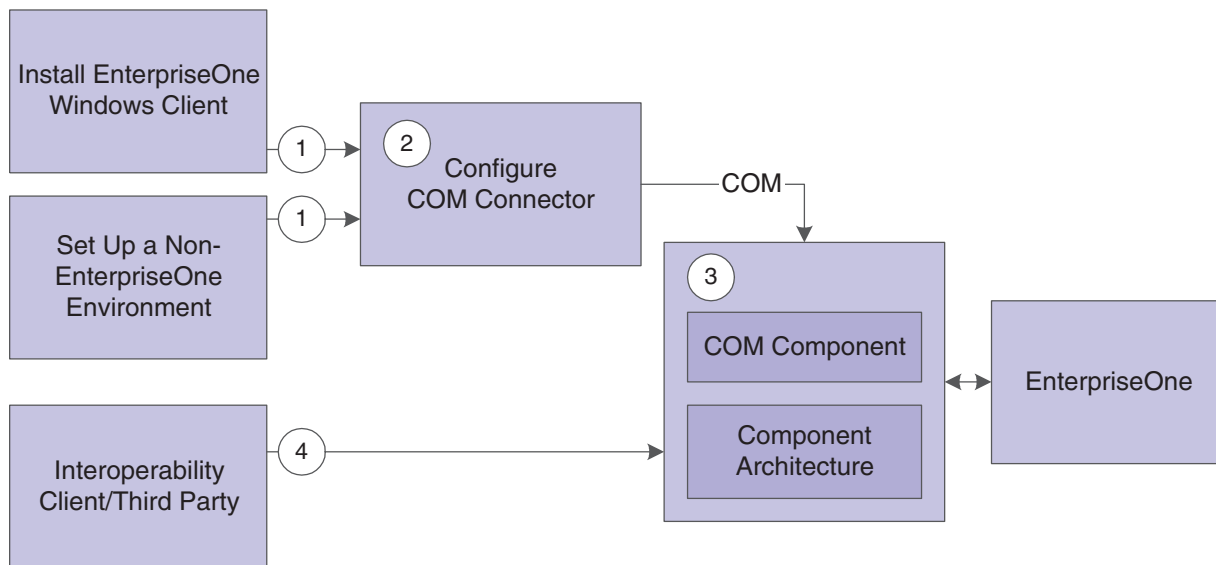 Install EnterpriseOne
Windows Client
1
2
Configure
COM Connector
COM
Set Up a Non-
EnterpriseOne
Environment
1
3
COM Component
Component
Architecture
EnterpriseOne
Interoperability
Client/Third Party
4